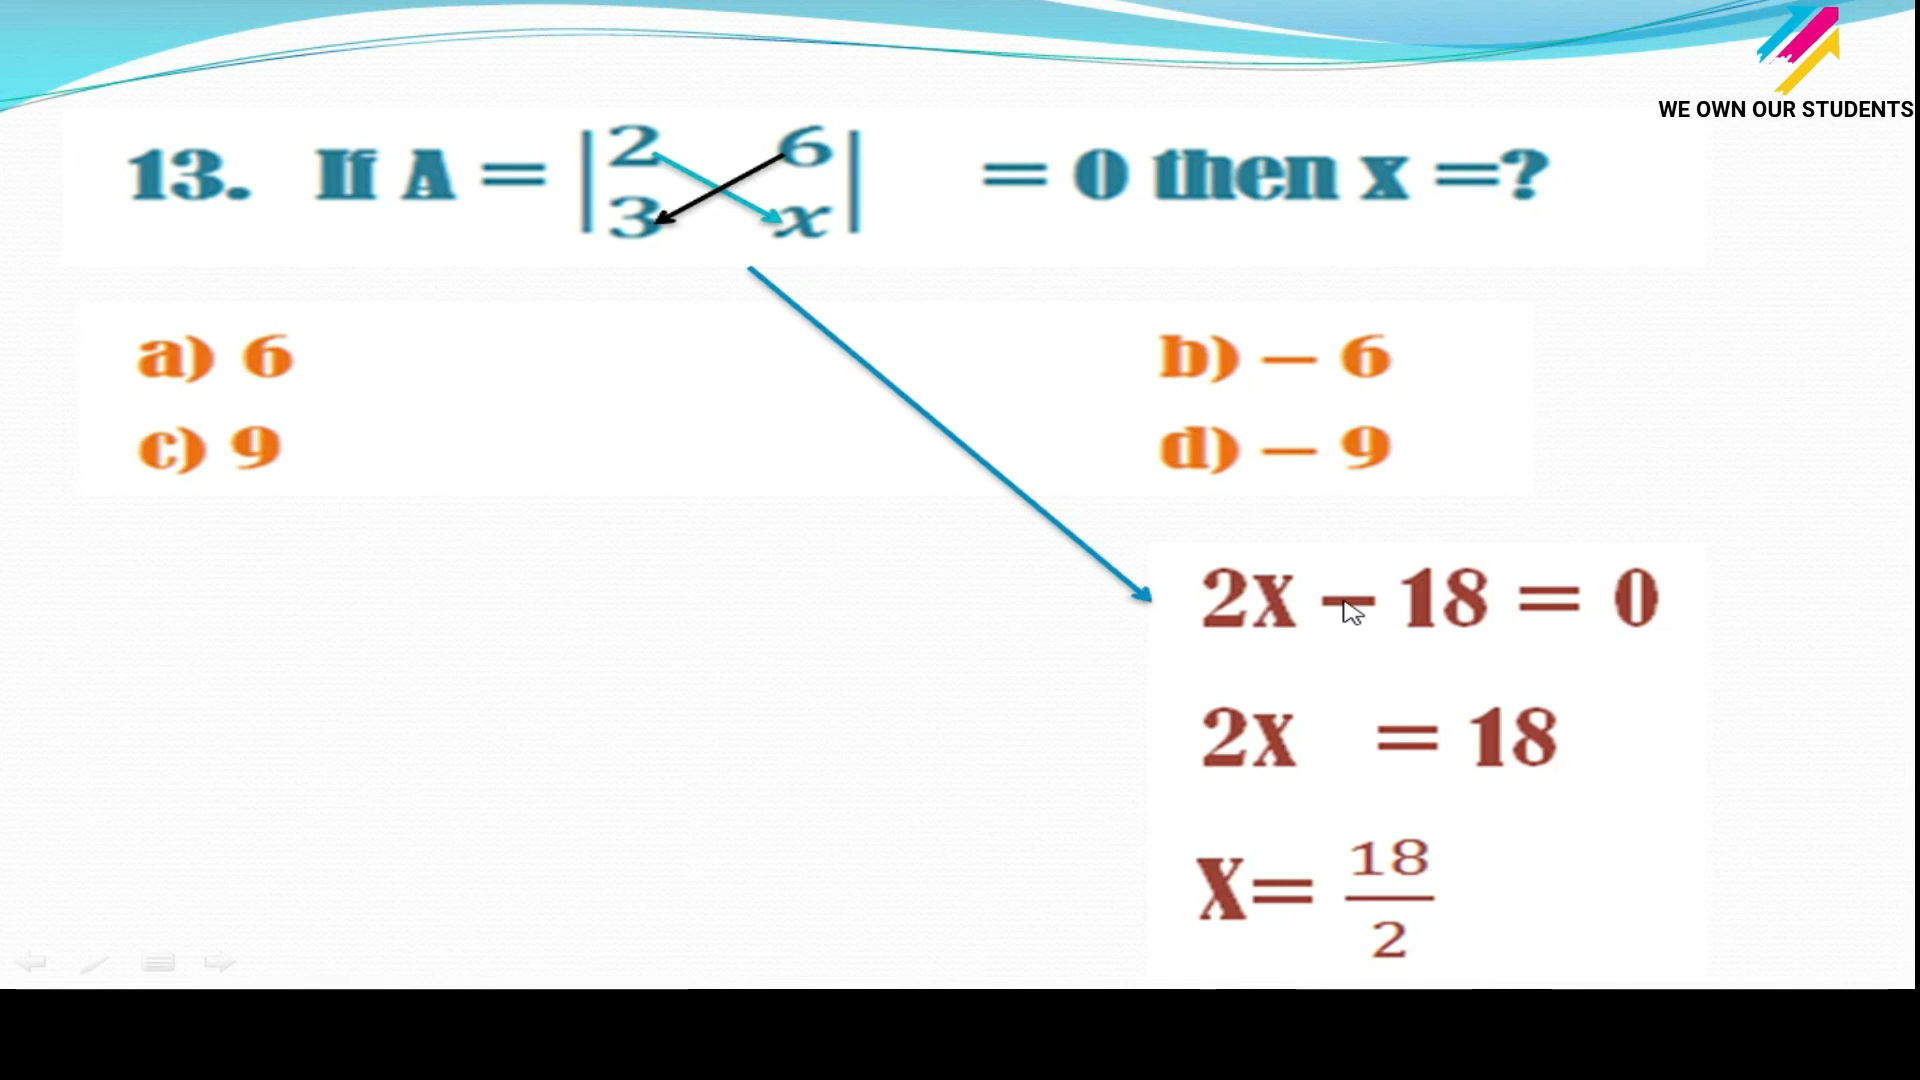 WE OWN OUR STUDENTS
13. If A = |2 6| = 0 then x =?
|3 x|
a) 6 b) – 6
c) 9 d) – 9
2X – 18 = 0
2X = 18
X= 18/2